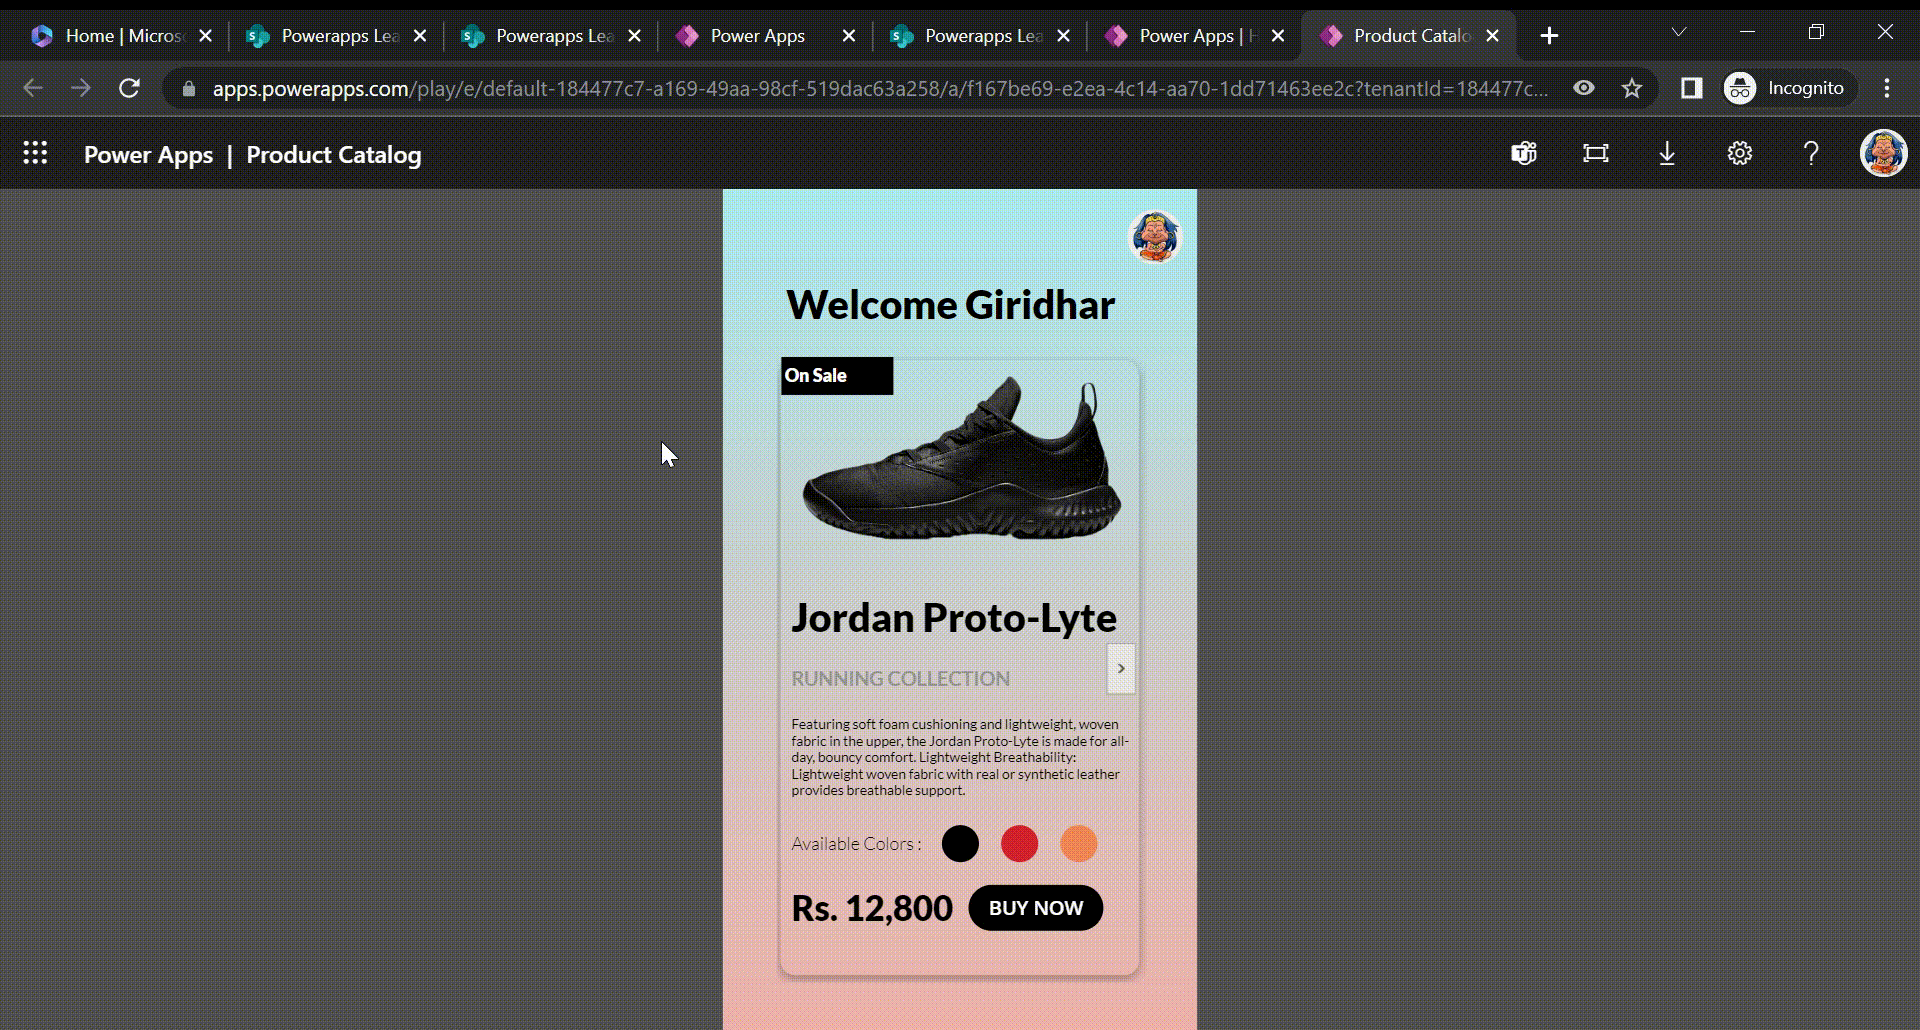 Home | Micros
Powerapps Lea
Powerapps Lea
Power Apps
Powerapps Lea
Power Apps |
Product Catalo
apps.powerapps.com/play/e/default-184477c7-a169-49aa-98cf-519dac63a258/a/f167be69-e2ea-4c14-aa70-1dd71463ee2c?tenantId=184477c...
Incognito
Power Apps | Product Catalog
Welcome Giridhar
On Sale
Jordan Proto-Lyte
RUNNING COLLECTION
Featuring soft foam cushioning and lightweight, woven
fabric in the upper, the Jordan Proto-Lyte is made for all-
day, bouncy comfort. Lightweight Breathability:
Lightweight woven fabric with real or synthetic leather
provides breathable support.
Available Colors :
Rs. 12,800
BUY NOW